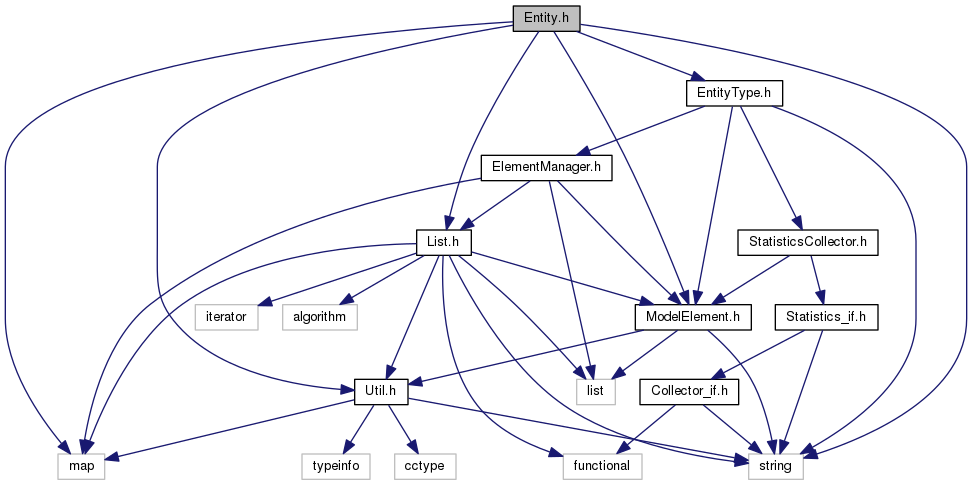 Entity.h
EntityType.h
ElementManager.h
List.h
StatisticsCollector.h
iterator
algorithm
ModelElement.h
Statistics_if.h
Util.h
list
Collector_if.h
map
typeinfo
cctype
functional
string